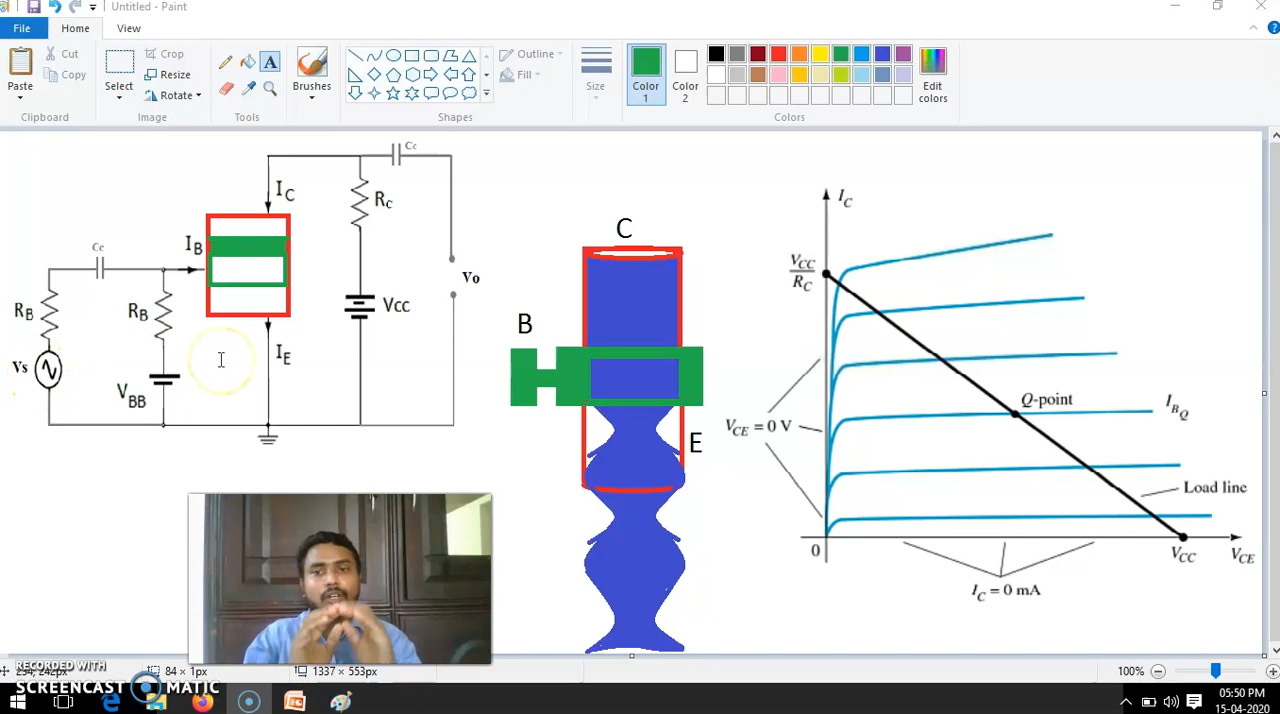 Untitled - Paint
File
Home
View
Paste
Cut
Copy
Clipboard
Select
Crop
Resize
Rotate
Image
A
Tools
Brushes
Outline
Fill
Shapes
Size
Color 1
Color 2
Edit colors
Colors
Cc
IC
Rc
Cc
IB
RB
RB
Vcc
Vo
Vs
IE
VBB
C
B
E
IC
VCC
RC
Q-point
IBQ
VCE = 0 V
Load line
0
VCC
VCE
IC = 0 mA
RECORDED WITH
SCREENCAST MATIC
234, 242px
84 × 1px
1337 × 553px
100%
05:50 PM
15-04-2020